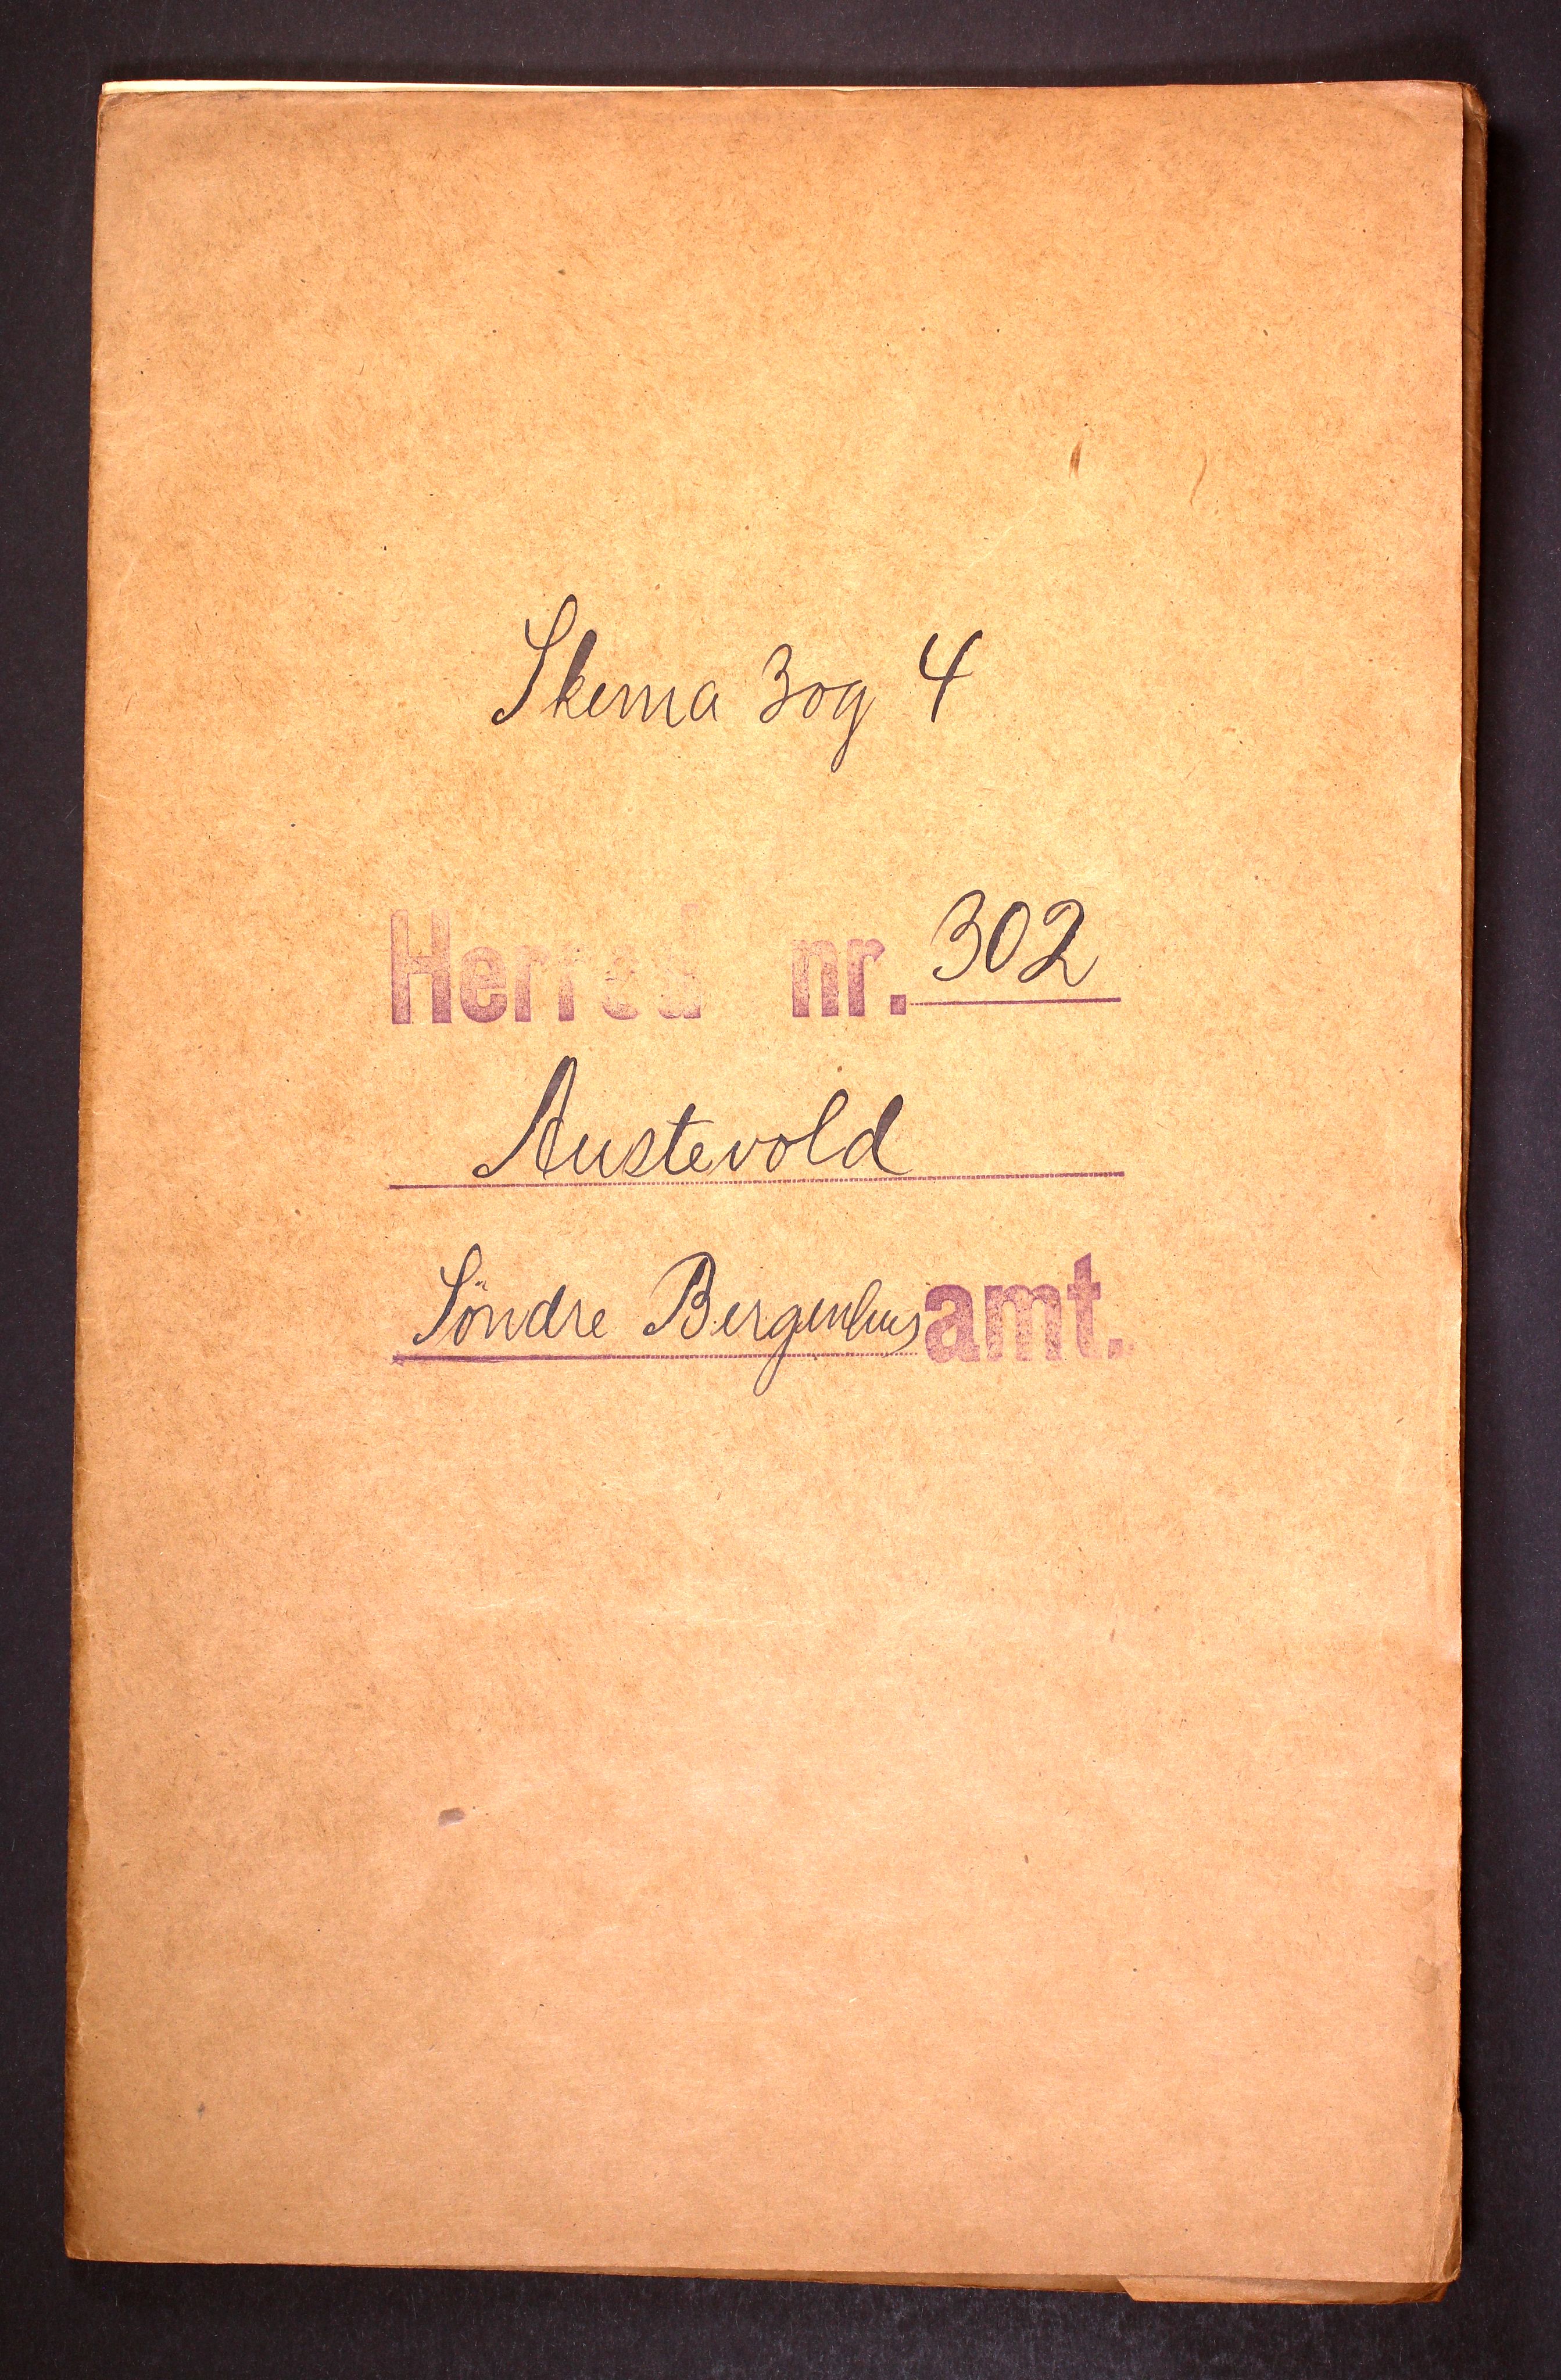 Skema 3 og 4
Herred nr. 302
Austevold
Söndre Bergenhus amt.